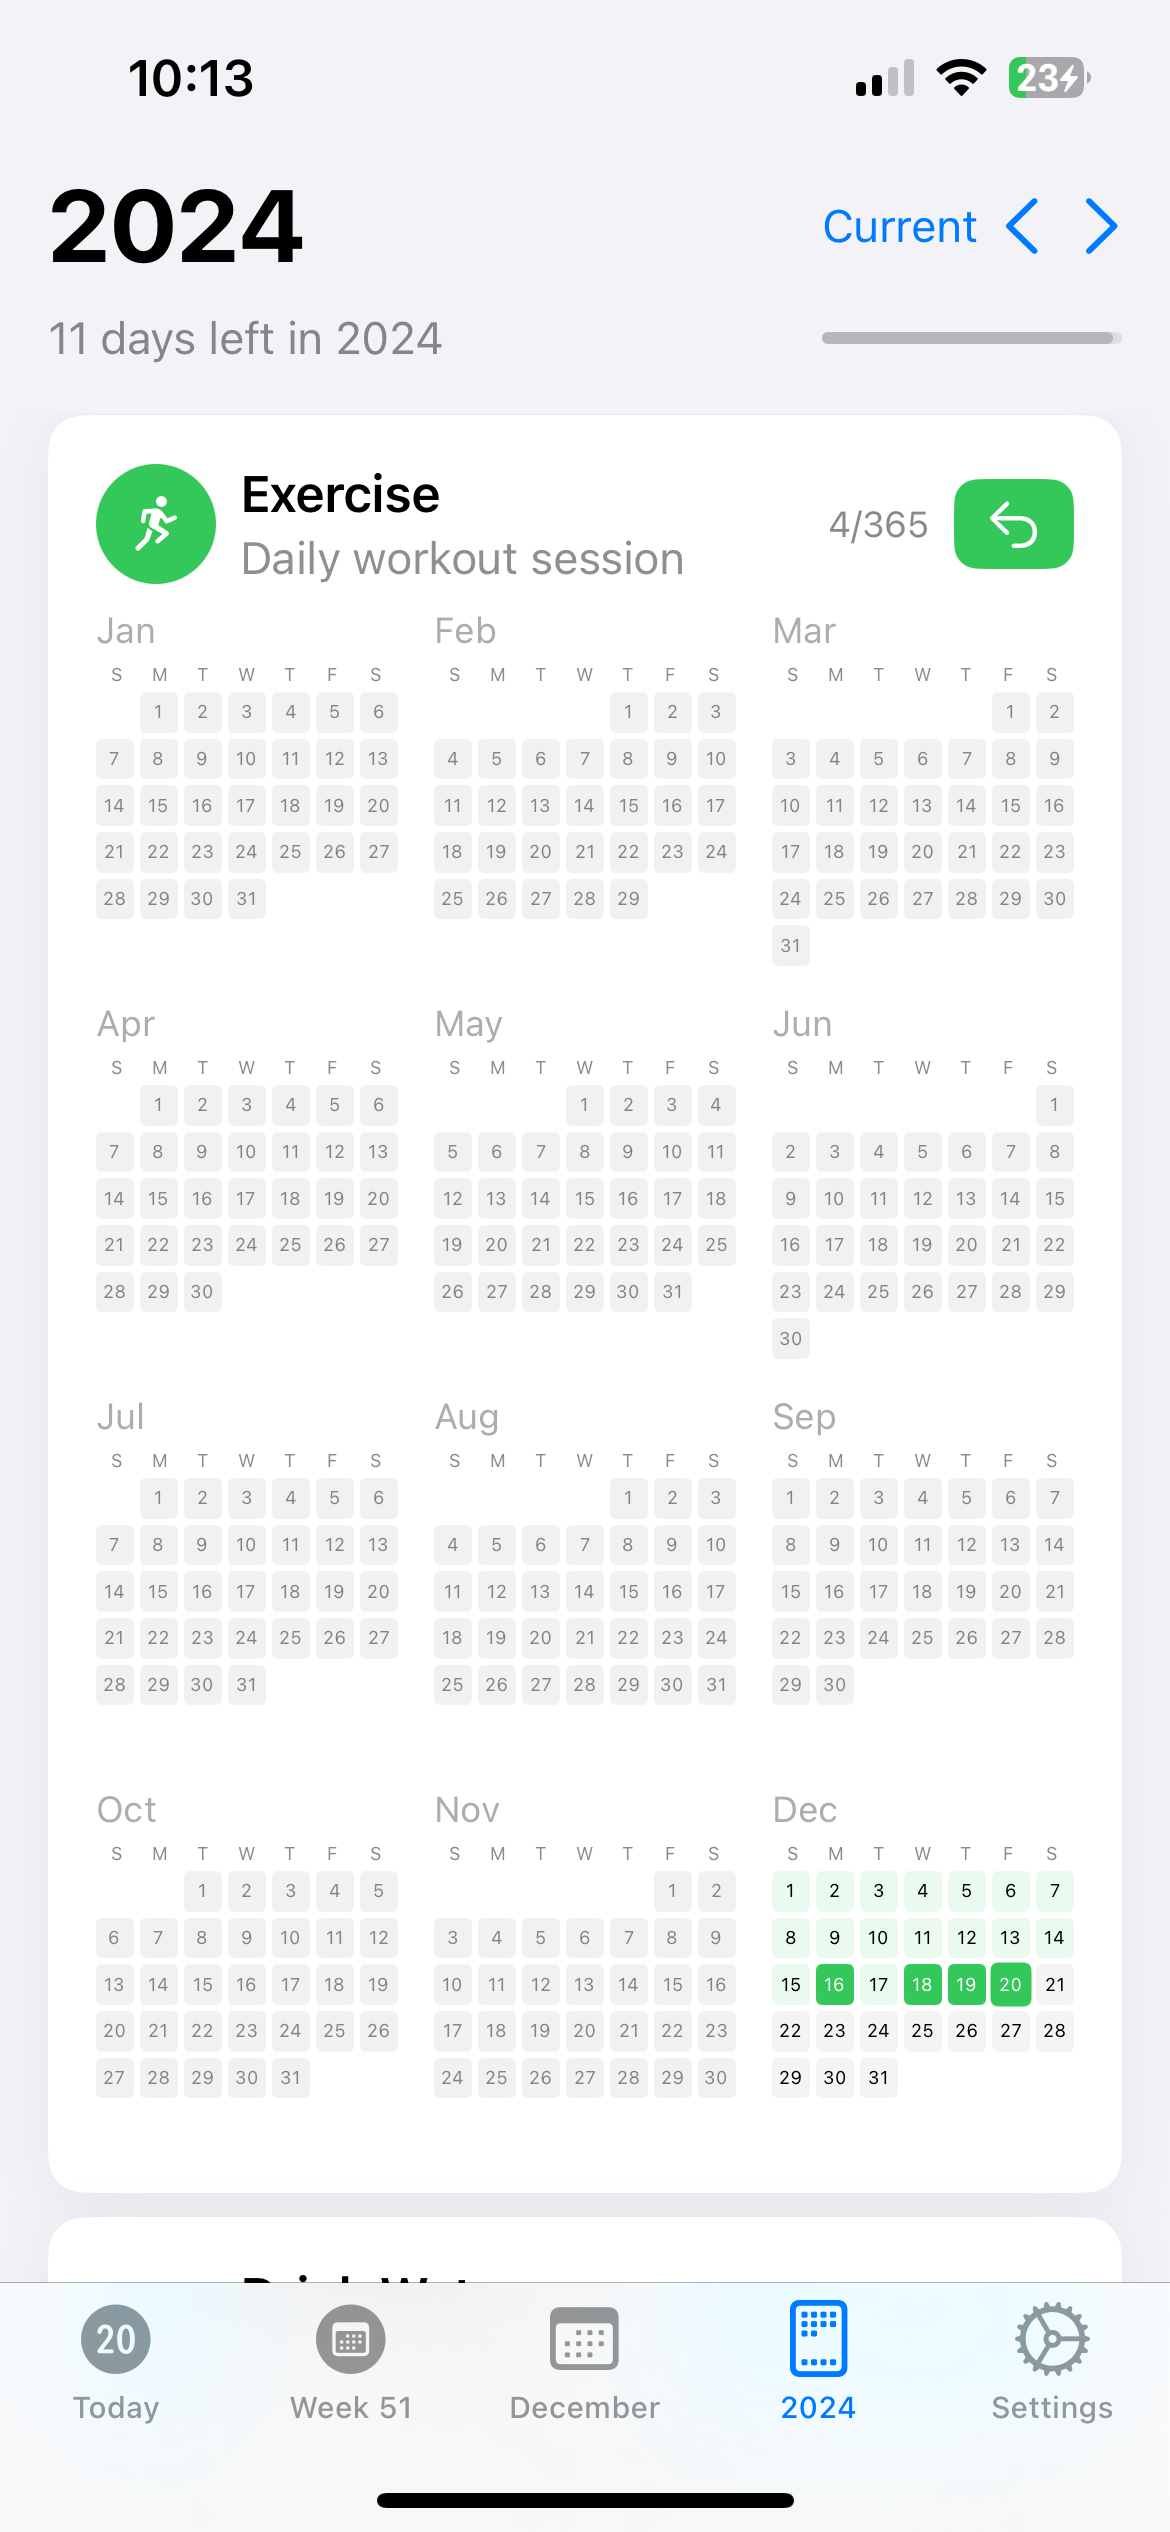 10:13
23
2024
Current
11 days left in 2024
Exercise
Daily workout session
4/365
Jan Feb Mar
S M T W T F S S M T W T F S S M T W T F S
1 2 3 4 5 6 1 2 3 1 2
7 8 9 10 11 12 13 4 5 6 7 8 9 10 3 4 5 6 7 8 9
14 15 16 17 18 19 20 11 12 13 14 15 16 17 10 11 12 13 14 15 16
21 22 23 24 25 26 27 18 19 20 21 22 23 24 17 18 19 20 21 22 23
28 29 30 31 25 26 27 28 29 24 25 26 27 28 29 30
31
Apr May Jun
S M T W T F S S M T W T F S S M T W T F S
1 2 3 4 5 6 1 2 3 4 1
7 8 9 10 11 12 13 5 6 7 8 9 10 11 2 3 4 5 6 7 8
14 15 16 17 18 19 20 12 13 14 15 16 17 18 9 10 11 12 13 14 15
21 22 23 24 25 26 27 19 20 21 22 23 24 25 16 17 18 19 20 21 22
28 29 30 26 27 28 29 30 31 23 24 25 26 27 28 29
30
Jul Aug Sep
S M T W T F S S M T W T F S S M T W T F S
1 2 3 4 5 6 1 2 3 1 2 3 4 5 6 7
7 8 9 10 11 12 13 4 5 6 7 8 9 10 8 9 10 11 12 13 14
14 15 16 17 18 19 20 11 12 13 14 15 16 17 15 16 17 18 19 20 21
21 22 23 24 25 26 27 18 19 20 21 22 23 24 22 23 24 25 26 27 28
28 29 30 31 25 26 27 28 29 30 31 29 30
Oct Nov Dec
S M T W T F S S M T W T F S S M T W T F S
1 2 3 4 5 1 2 1 2 3 4 5 6 7
6 7 8 9 10 11 12 3 4 5 6 7 8 9 8 9 10 11 12 13 14
13 14 15 16 17 18 19 10 11 12 13 14 15 16 15 16 17 18 19 20 21
20 21 22 23 24 25 26 17 18 19 20 21 22 23 22 23 24 25 26 27 28
27 28 29 30 31 24 25 26 27 28 29 30 29 30 31
20
Today Week 51 December 2024 Settings